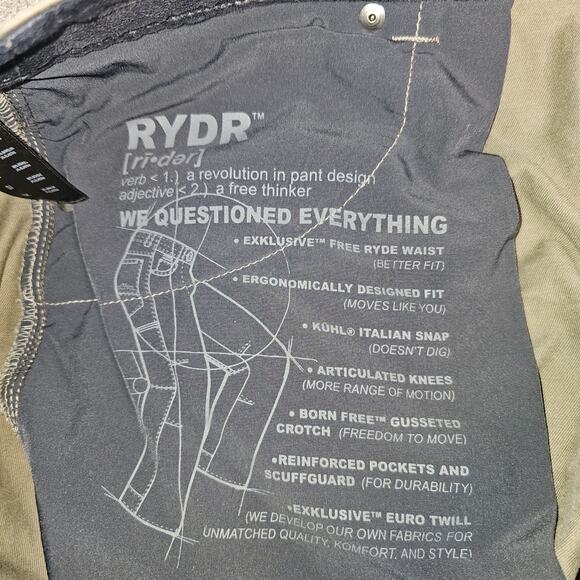 RYDR™
[rī•dər]
verb < 1.) a revolution in pant design
adjective < 2.) a free thinker
WE QUESTIONED EVERYTHING
• EXKLUSIVE™ FREE RYDE WAIST
(BETTER FIT)
• ERGONOMICALLY DESIGNED FIT
(MOVES LIKE YOU)
• KÜHL® ITALIAN SNAP
(DOESN'T DIG)
• ARTICULATED KNEES
(MORE RANGE OF MOTION)
• BORN FREE™ GUSSETED
CROTCH (FREEDOM TO MOVE)
•REINFORCED POCKETS AND
SCUFFGUARD (FOR DURABILITY)
•EXKLUSIVE™ EURO TWILL
(WE DEVELOP OUR OWN FABRICS FOR
UNMATCHED QUALITY, KOMFORT, AND STYLE)